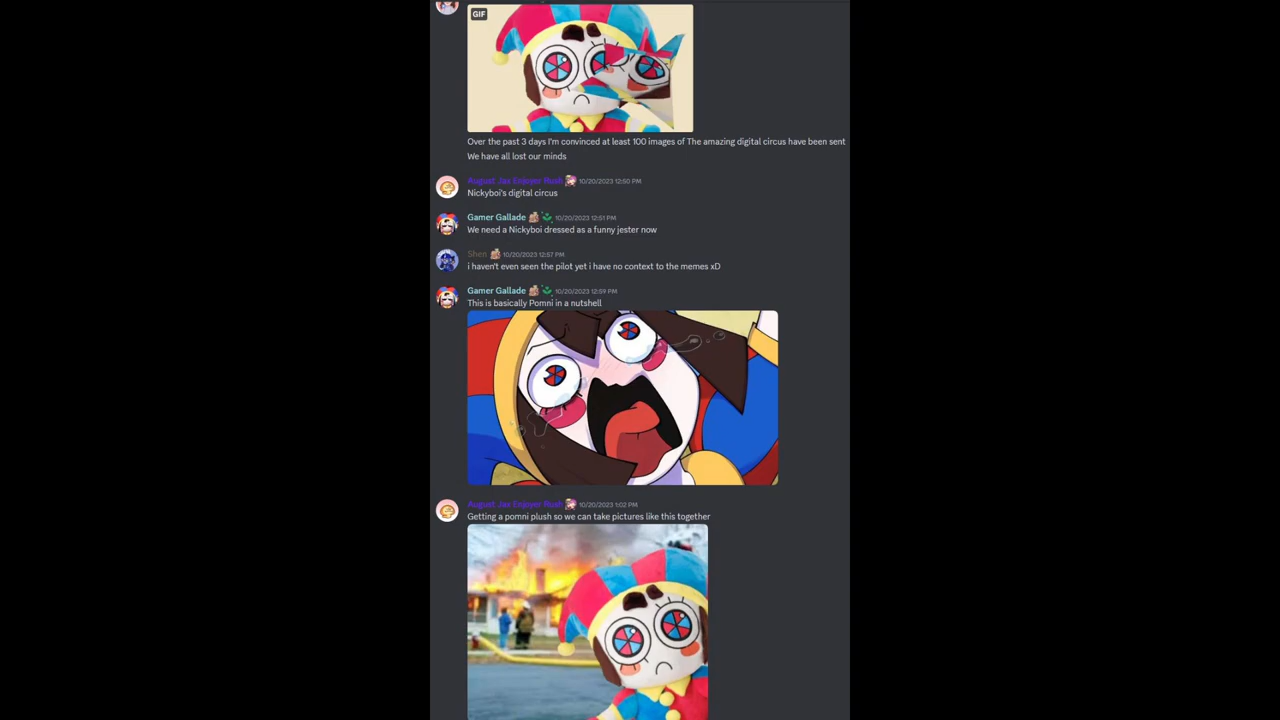 GIF
Over the past 3 days I'm convinced at least 100 images of The amazing digital circus have been sent
We have all lost our minds
August Jax Enjoyer Rush 10/20/2023 12:50 PM
Nickyboi's digital circus
Gamer Gallade 10/20/2023 12:51 PM
We need a Nickyboi dressed as a funny jester now
Shen 10/20/2023 12:57 PM
i haven't even seen the pilot yet i have no context to the memes xD
Gamer Gallade 10/20/2023 12:59 PM
This is basically Pomni in a nutshell
August Jax Enjoyer Rush 10/20/2023 1:02 PM
Getting a pomni plush so we can take pictures like this together